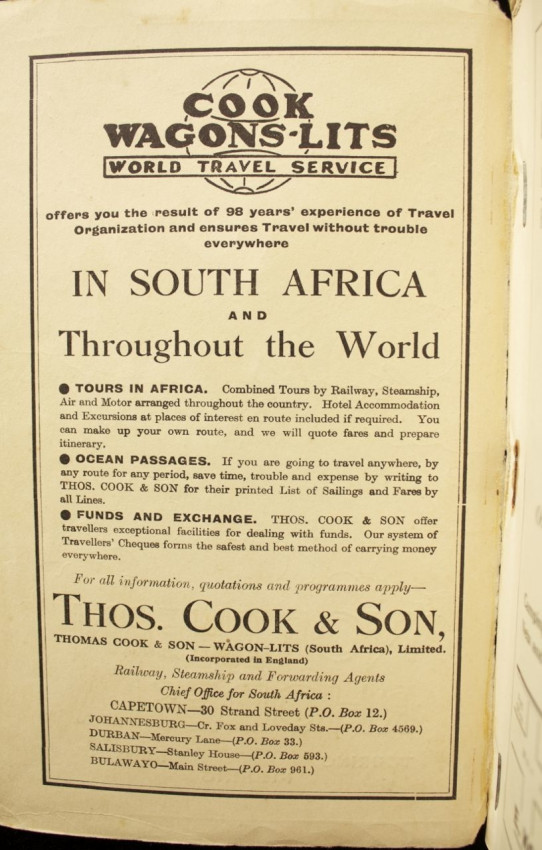 COOK
WAGONS-LITS
WORLD TRAVEL SERVICE
offers you the result of 98 years' experience of Travel
Organization and ensures Travel without trouble
everywhere
IN SOUTH AFRICA
AND
Throughout the World
● TOURS IN AFRICA. Combined Tours by Railway, Steamship,
Air and Motor arranged throughout the country. Hotel Accommodation
and Excursions at places of interest en route included if required. You
can make up your own route, and we will quote fares and prepare
itinerary.
● OCEAN PASSAGES. If you are going to travel anywhere, by
any route for any period, save time, trouble and expense by writing to
THOS. COOK & SON for their printed List of Sailings and Fares by
all Lines.
● FUNDS AND EXCHANGE. THOS. COOK & SON offer
travellers exceptional facilities for dealing with funds. Our system of
Travellers' Cheques forms the safest and best method of carrying money
everywhere.
For all information, quotations and programmes apply—
THOS. COOK & SON,
THOMAS COOK & SON — WAGON-LITS (South Africa), Limited.
(Incorporated in England)
Railway, Steamship and Forwarding Agents
Chief Office for South Africa :
CAPETOWN—30 Strand Street (P.O. Box 12.)
JOHANNESBURG—Cr. Fox and Loveday Sts.—(P.O. Box 4569.)
DURBAN—Mercury Lane—(P.O. Box 33.)
SALISBURY—Stanley House—(P.O. Box 593.)
BULAWAYO—Main Street—(P.O. Box 961.)